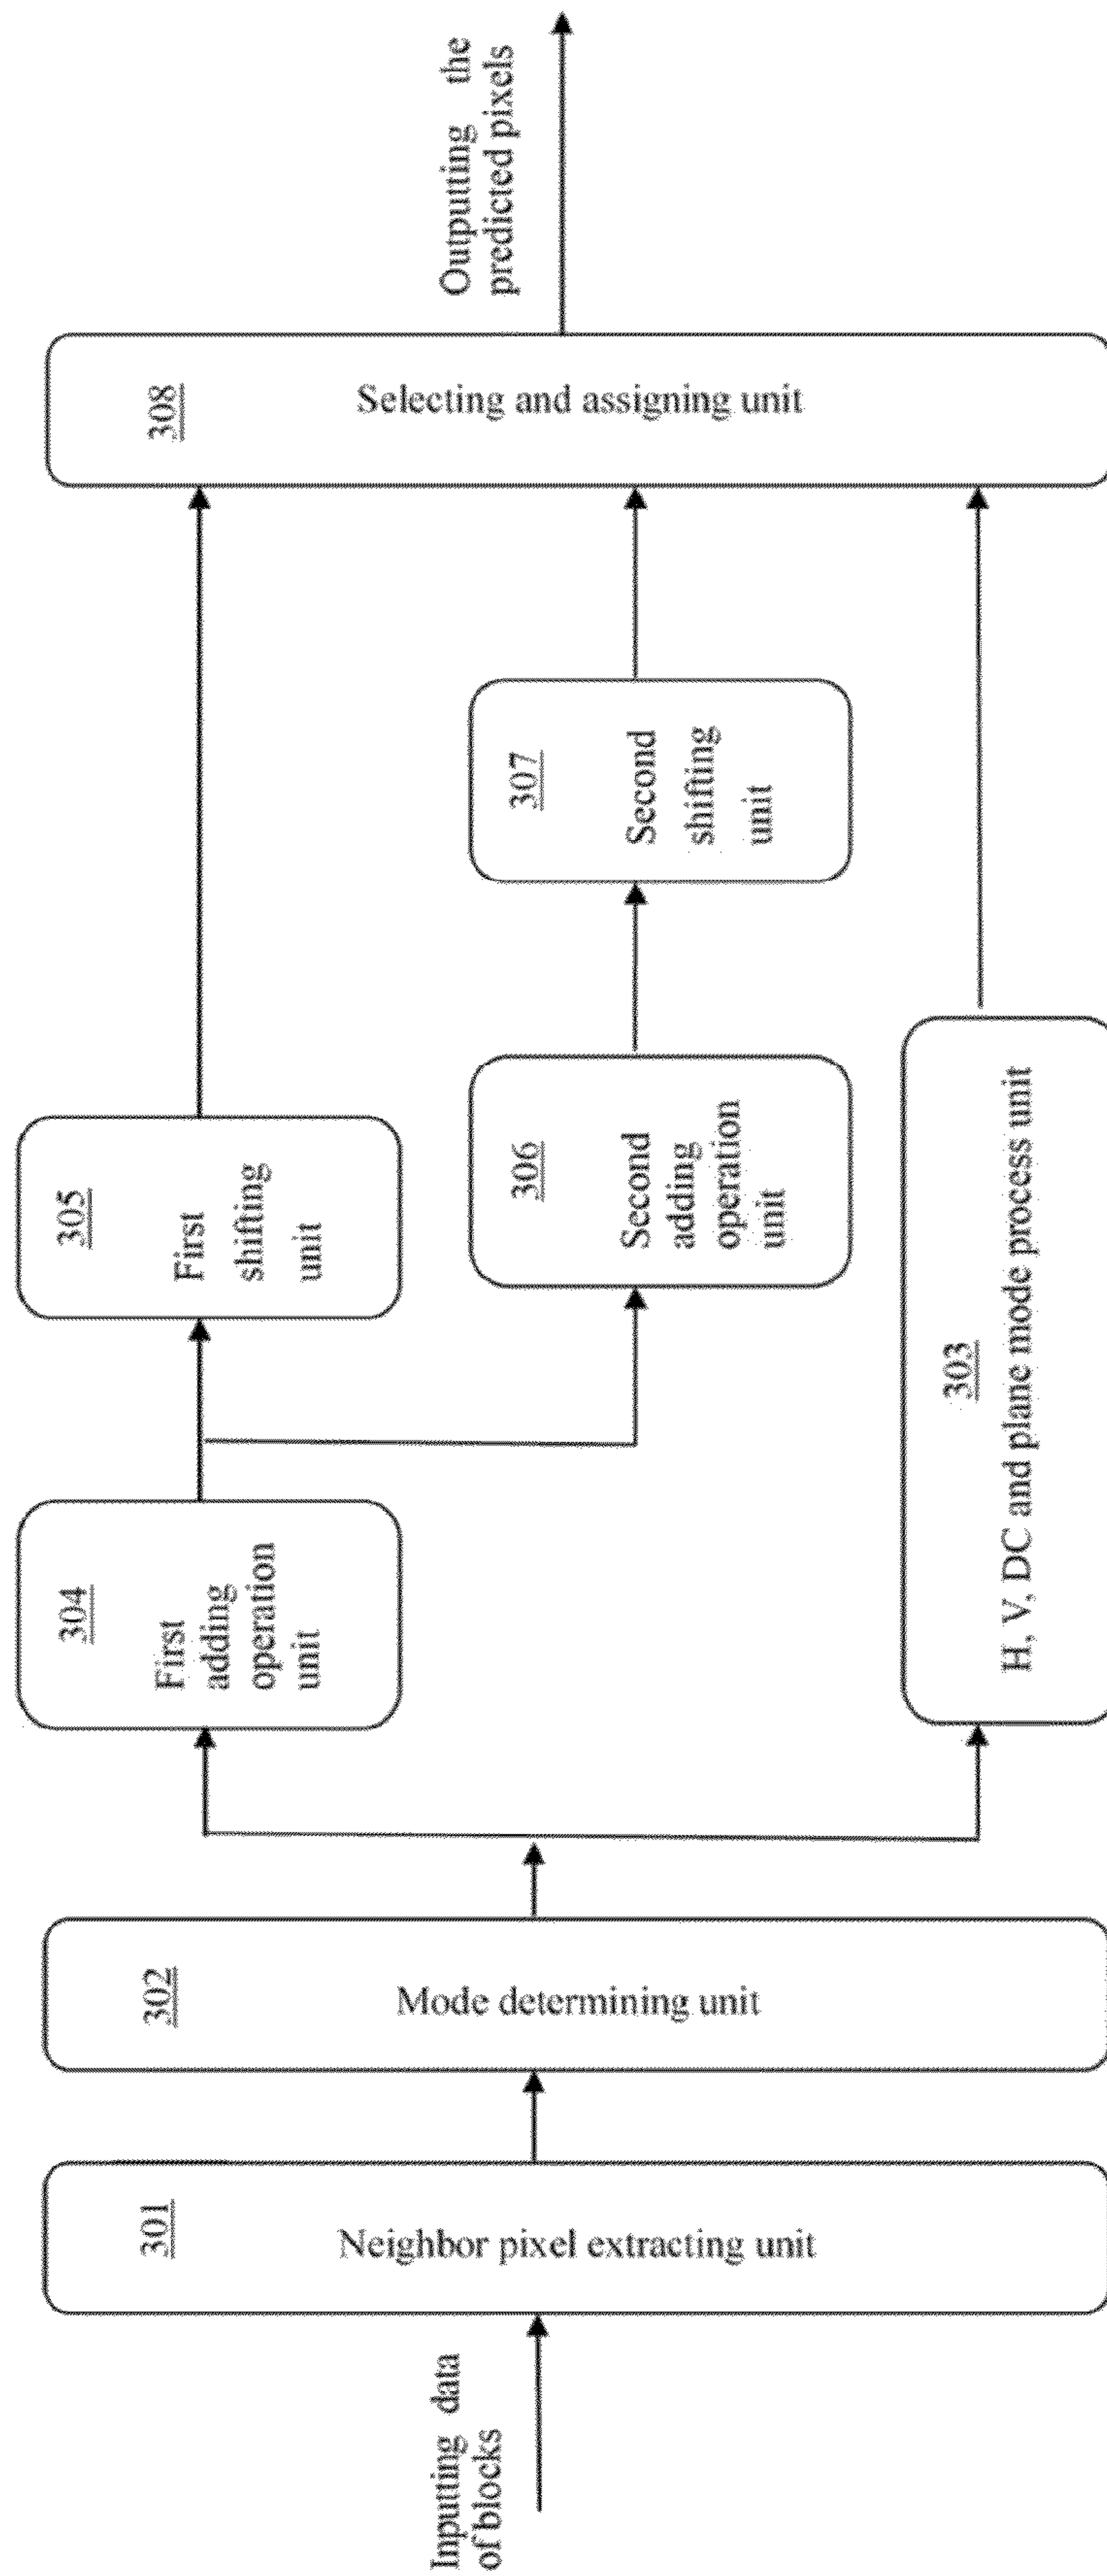 Inputting data
of blocks
301
Neighbor pixel extracting unit
302
Mode determining unit
304
First
adding
operation
unit
303
H, V, DC and plane mode process unit
305
First
shifting
unit
306
Second
adding
operation
unit
307
Second
shifting
unit
308
Selecting and assigning unit
Outputting the
predicted pixels